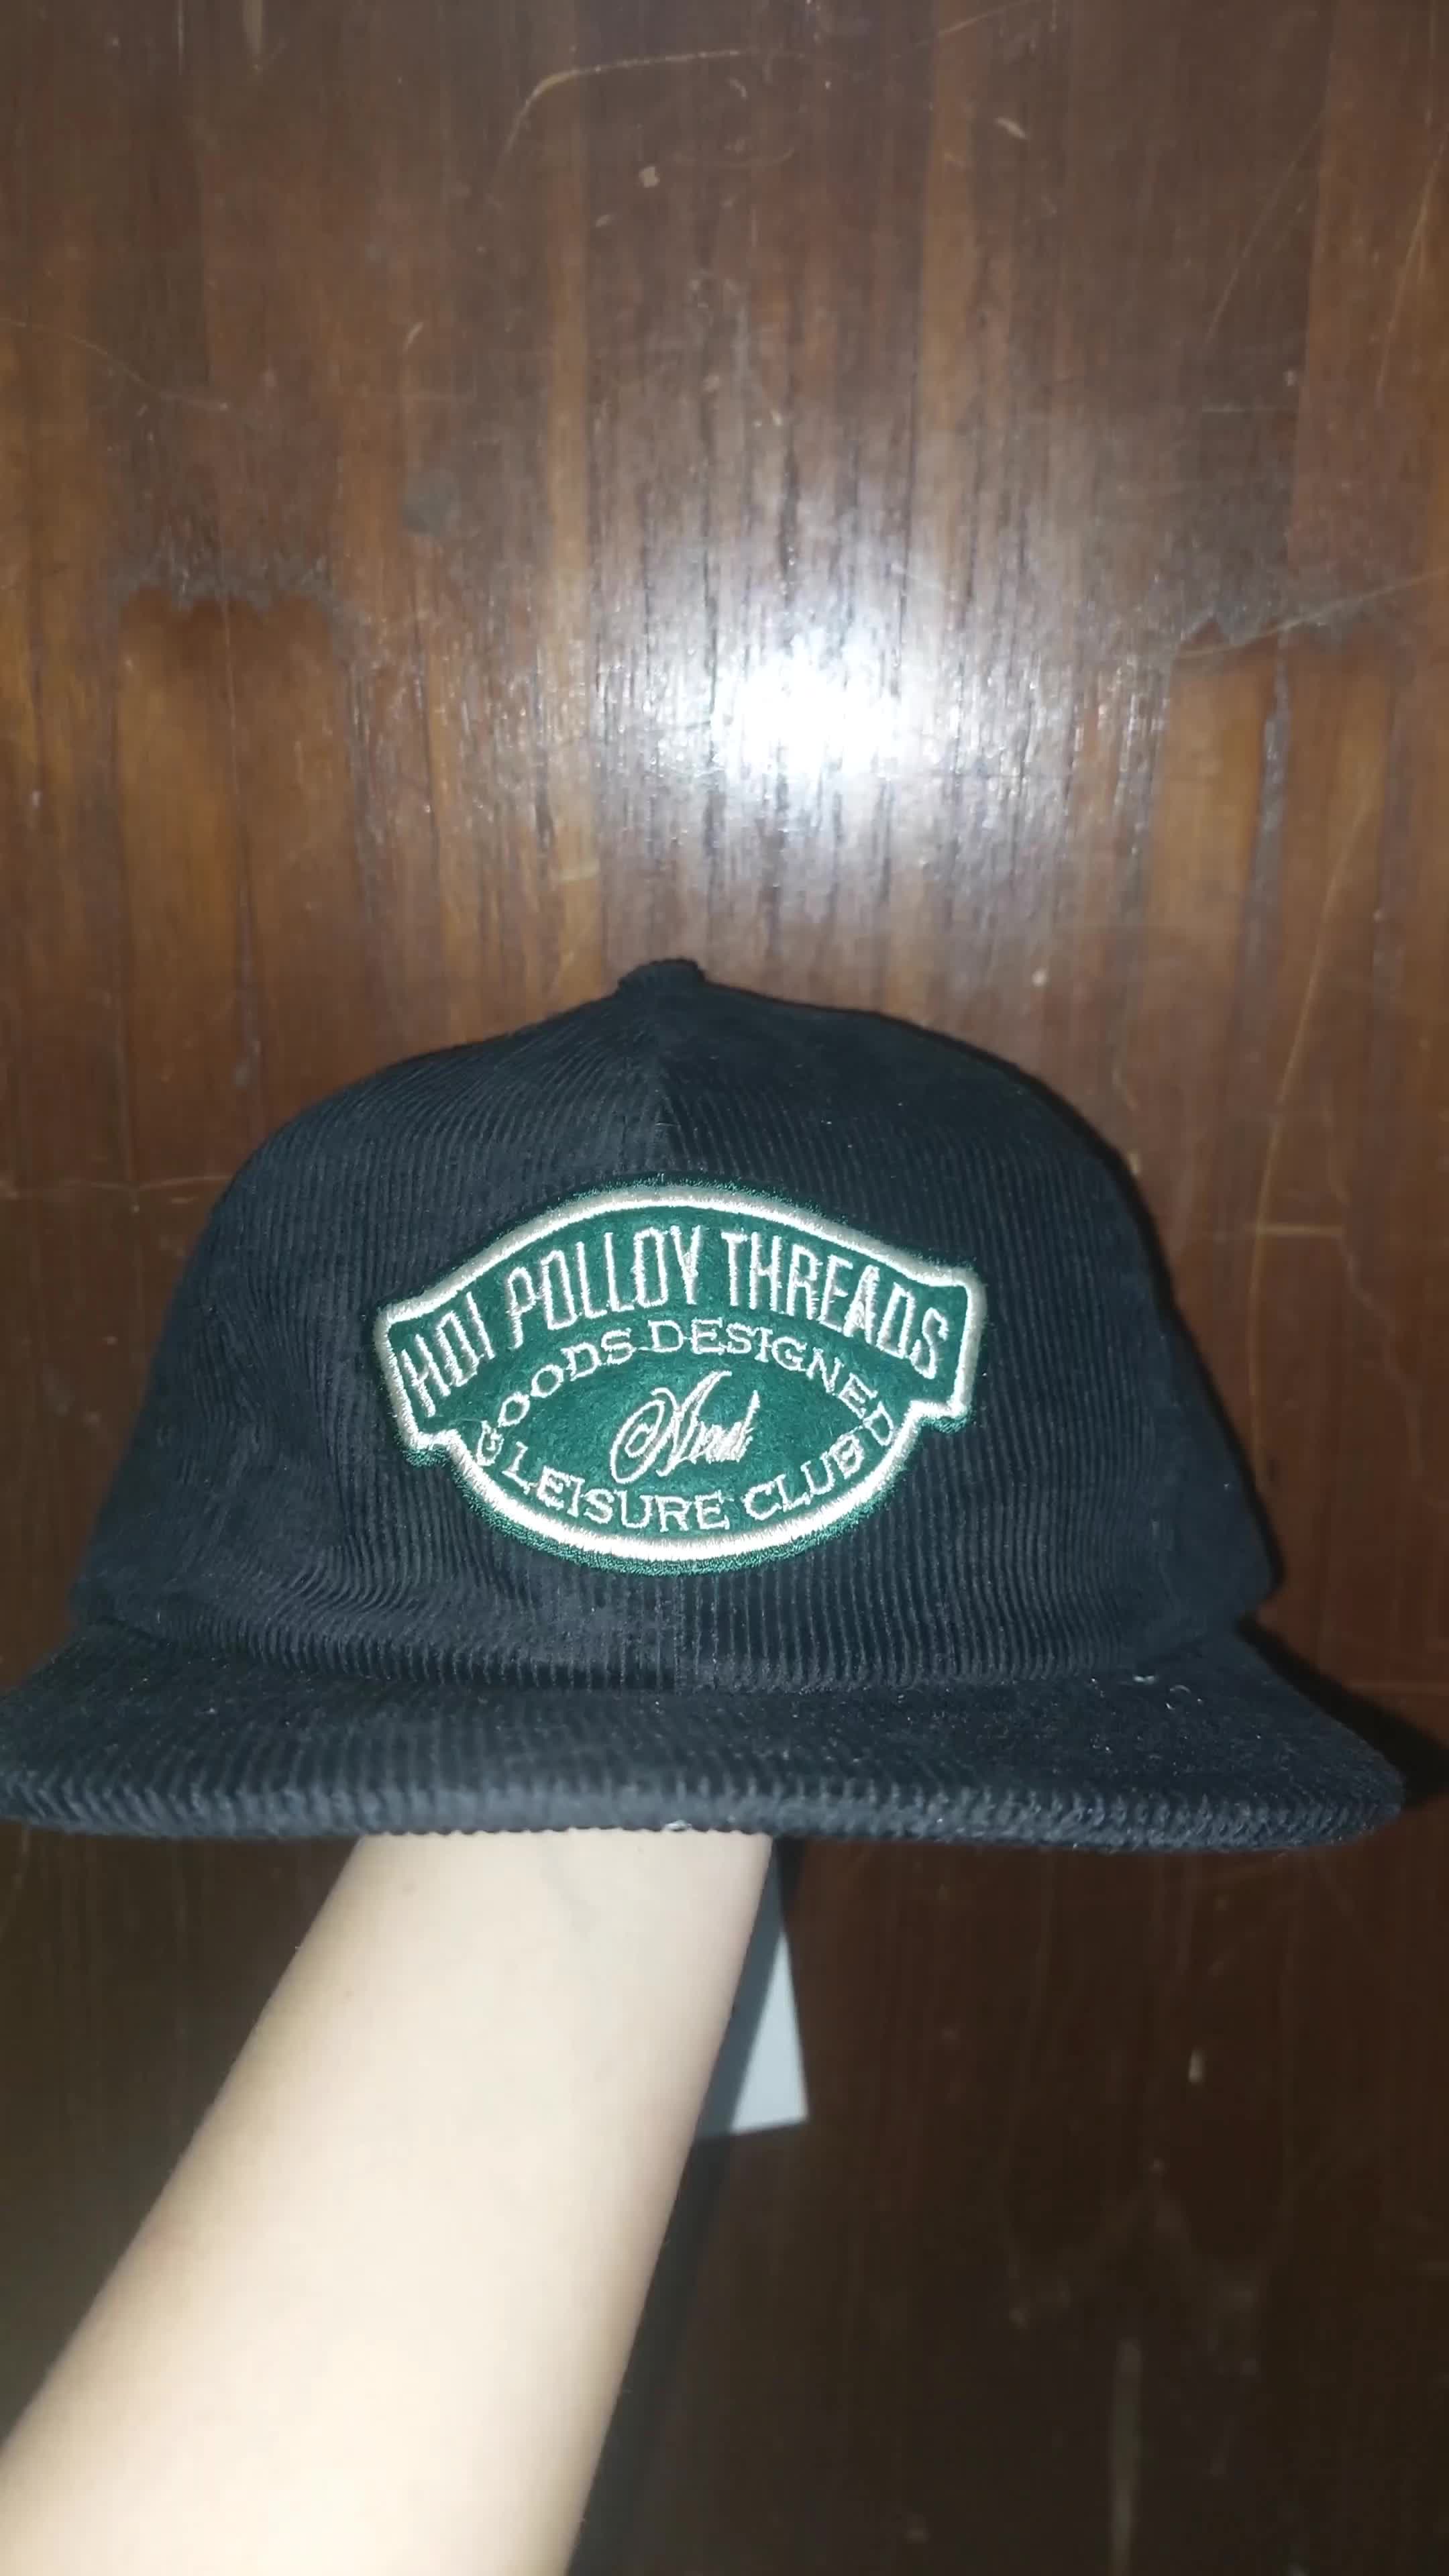 HOI POLLOY THREADS
GOODS DESIGNED
And
LEISURE CLUB